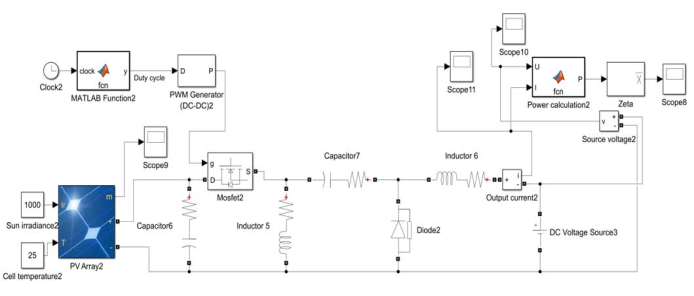 Scope10
Scope11
Clock2
clock
y
fcn
MATLAB Function2
Duty cycle
D
P
PWM Generator
(DC-DC)2
U
I
fcn
P
Power calculation2
x
Zeta
Scope8
v
+
-
Source voltage2
Scope9
g
D
S
Mosfet2
Capacitor7
Inductor 6
i
+
-
Output current2
1000
Sun irradiance2
25
Cell temperature2
m
+
T
-
PV Array2
Capacitor6
Inductor 5
Diode2
DC Voltage Source3